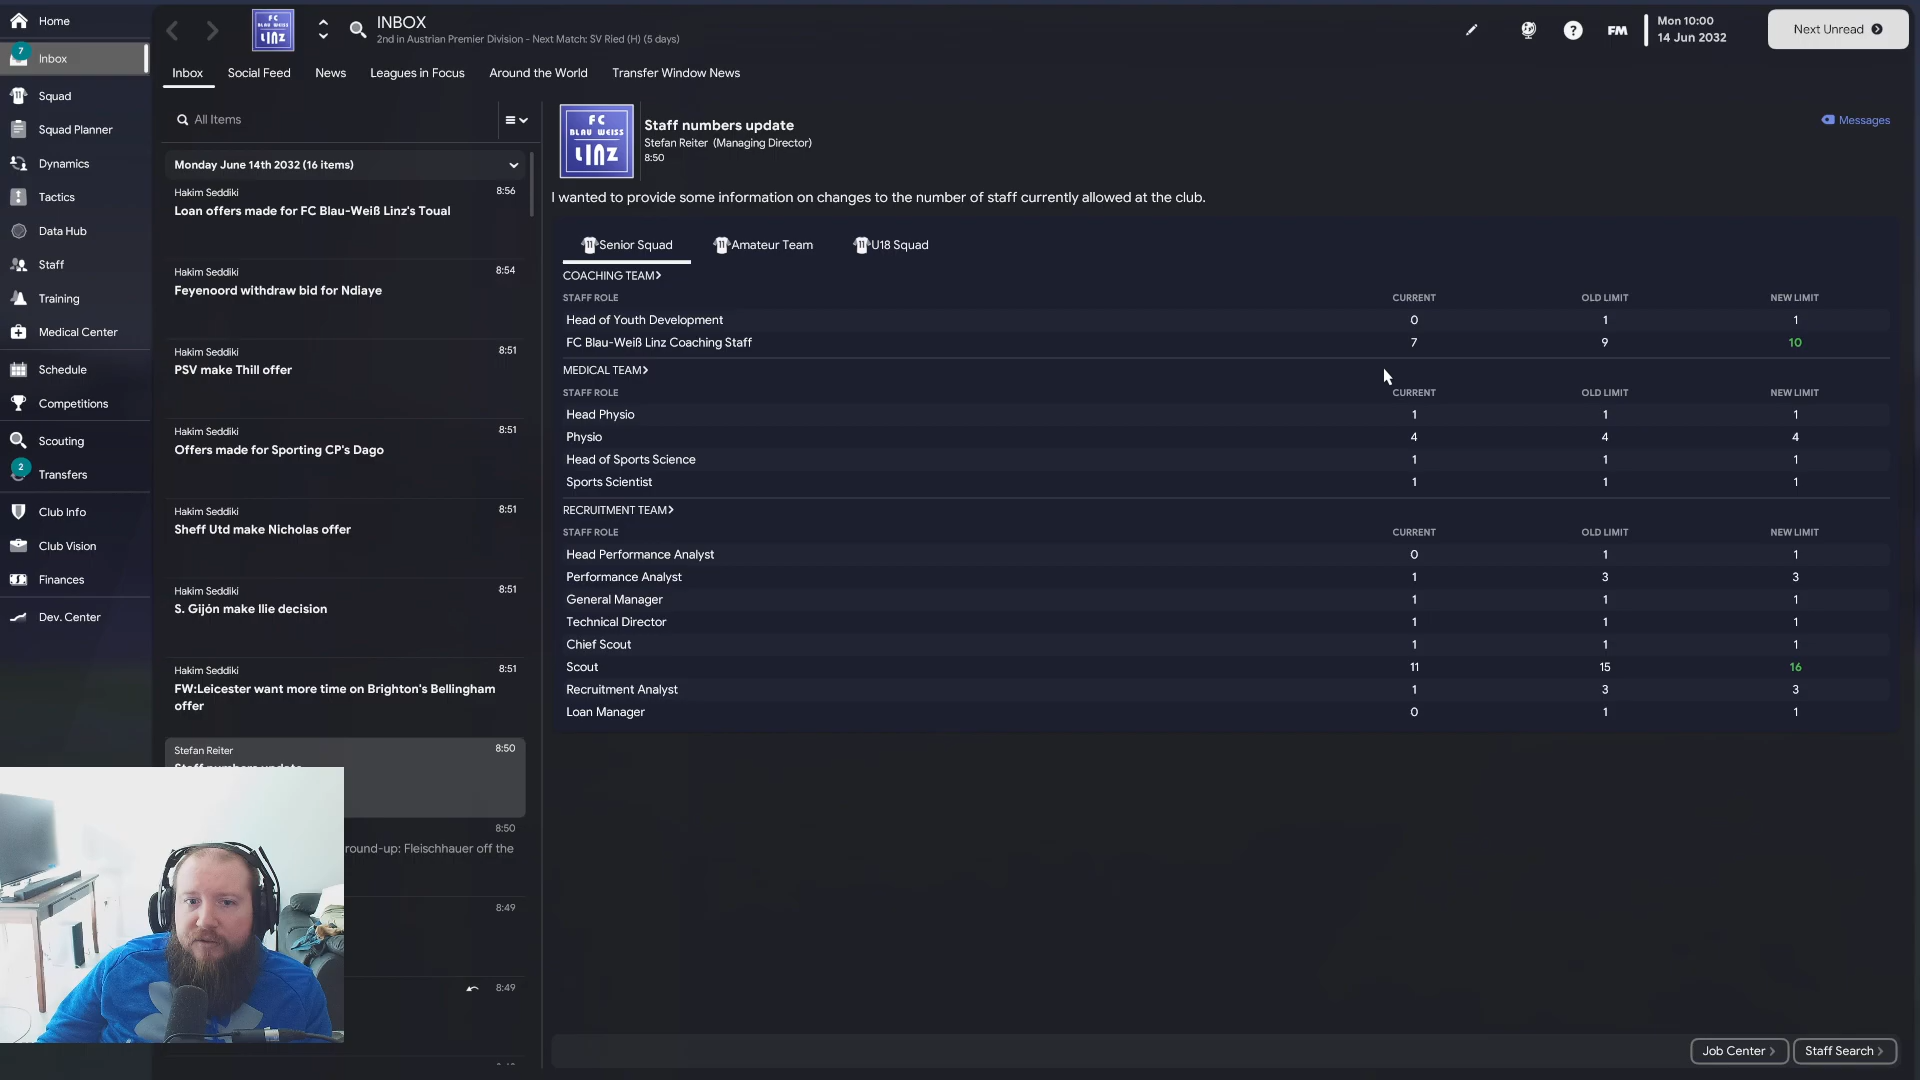 Home
7
Inbox
Squad
Squad Planner
Dynamics
Tactics
Data Hub
Staff
Training
Medical Center
Schedule
Competitions
Scouting
2
Transfers
Club Info
Club Vision
Finances
Dev. Center
FC
BLAU WEISS
LINZ
INBOX
2nd in Austrian Premier Division - Next Match: SV Ried (H) (5 days)
FM
Mon 10:00
14 Jun 2032
Next Unread
Inbox
Social Feed
News
Leagues in Focus
Around the World
Transfer Window News
All Items
Monday June 14th 2032 (16 items)
Hakim Seddiki
8:56
Loan offers made for FC Blau-Weiß Linz's Toual
Hakim Seddiki
8:54
Feyenoord withdraw bid for Ndiaye
Hakim Seddiki
8:51
PSV make Thill offer
Hakim Seddiki
8:51
Offers made for Sporting CP's Dago
Hakim Seddiki
8:51
Sheff Utd make Nicholas offer
Hakim Seddiki
8:51
S. Gijón make Ilie decision
Hakim Seddiki
8:51
FW:Leicester want more time on Brighton's Bellingham
offer
Stefan Reiter
8:50
Staff numbers update
8:50
round-up: Fleischhauer off the
8:49
8:49
FC
BLAU WEISS
LINZ
Staff numbers update
Stefan Reiter (Managing Director)
8:50
Messages
I wanted to provide some information on changes to the number of staff currently allowed at the club.
Senior Squad
Amateur Team
U18 Squad
COACHING TEAM
STAFF ROLE CURRENT OLD LIMIT NEW LIMIT
Head of Youth Development 0 1 1
FC Blau-Weiß Linz Coaching Staff 7 9 10
MEDICAL TEAM
STAFF ROLE CURRENT OLD LIMIT NEW LIMIT
Head Physio 1 1 1
Physio 4 4 4
Head of Sports Science 1 1 1
Sports Scientist 1 1 1
RECRUITMENT TEAM
STAFF ROLE CURRENT OLD LIMIT NEW LIMIT
Head Performance Analyst 0 1 1
Performance Analyst 1 3 3
General Manager 1 1 1
Technical Director 1 1 1
Chief Scout 1 1 1
Scout 11 15 16
Recruitment Analyst 1 3 3
Loan Manager 0 1 1
Job Center
Staff Search